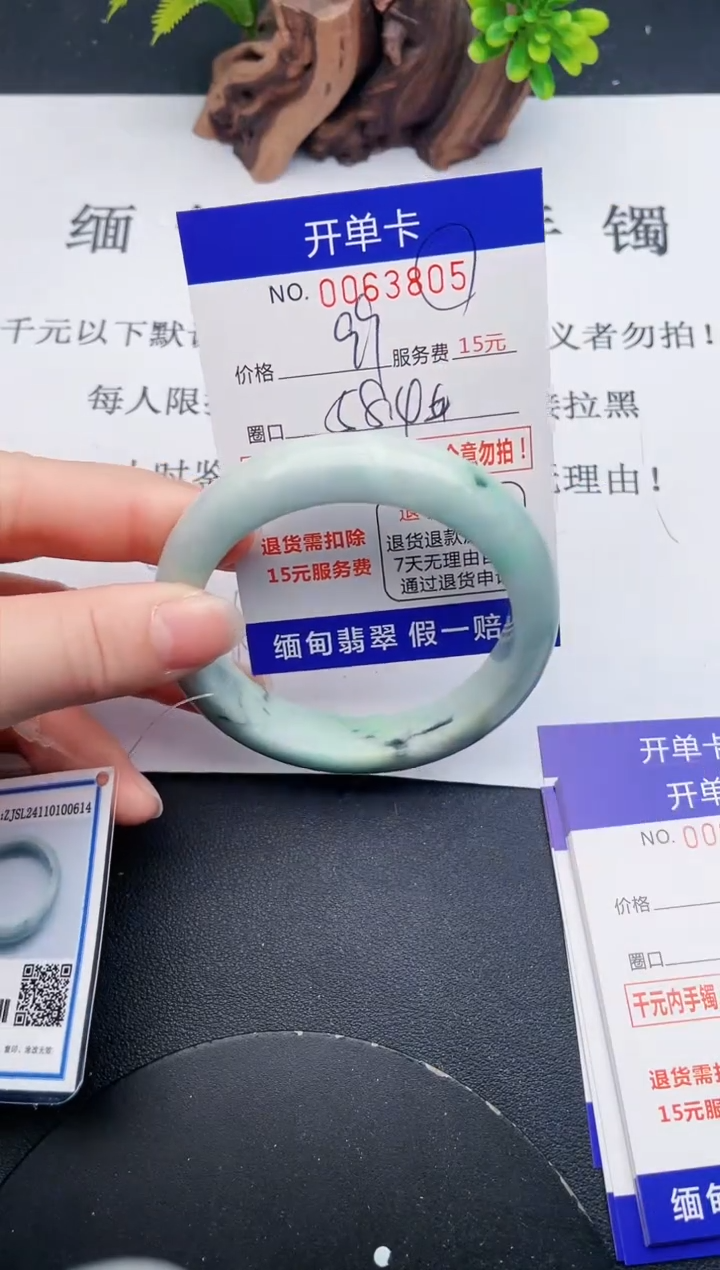 缅 手 镯
开单卡
NO. 0063805
千元以下默 义者勿拍!
价格 99 服务费 15元
每人限 接拉黑
圈口 58.4
意勿拍!
无理由!
退货需扣除
15元服务费
退货退款
7天无理由
通过退货申
缅甸翡翠 假一赔
开单卡
开单
NO. 00
:ZJSL24110100614
价格
圈口
千元内手镯
退货需扣
15元服
缅甸